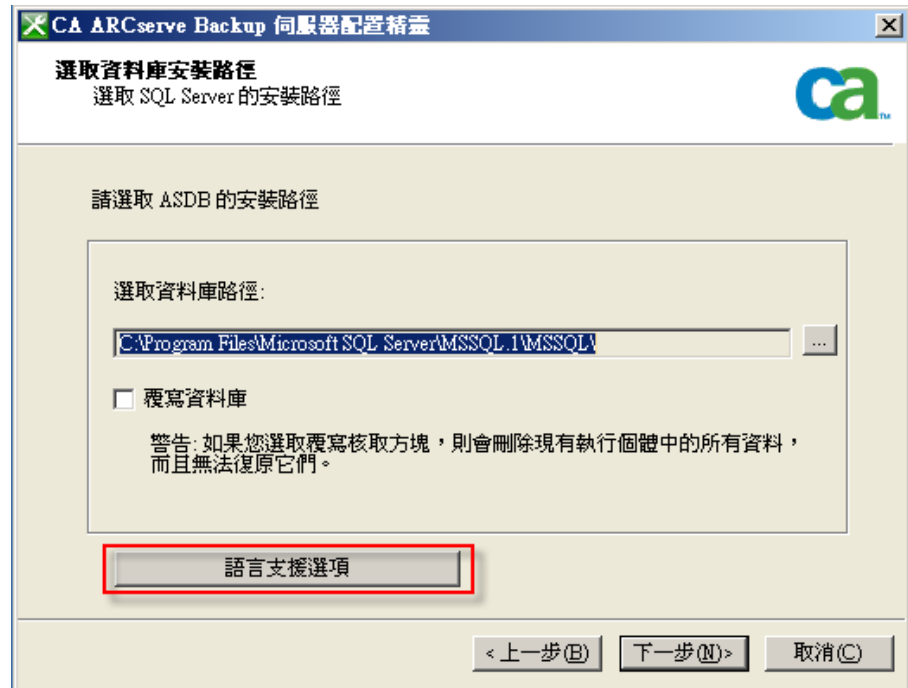 CA ARCserve Backup 伺服器配置精靈
選取資料庫安裝路徑
選取 SQL Server 的安裝路徑
ca
TM
請選取 ASDB 的安裝路徑
選取資料庫路徑:
C:\Program Files\Microsoft SQL Server\MSSQL.1\MSSQL\
...
覆寫資料庫
警告: 如果您選取覆寫核取方塊，則會刪除現有執行個體中的所有資料，
而且無法復原它們。
語言支援選項
<上一步(B) 下一步(N)> 取消(C)